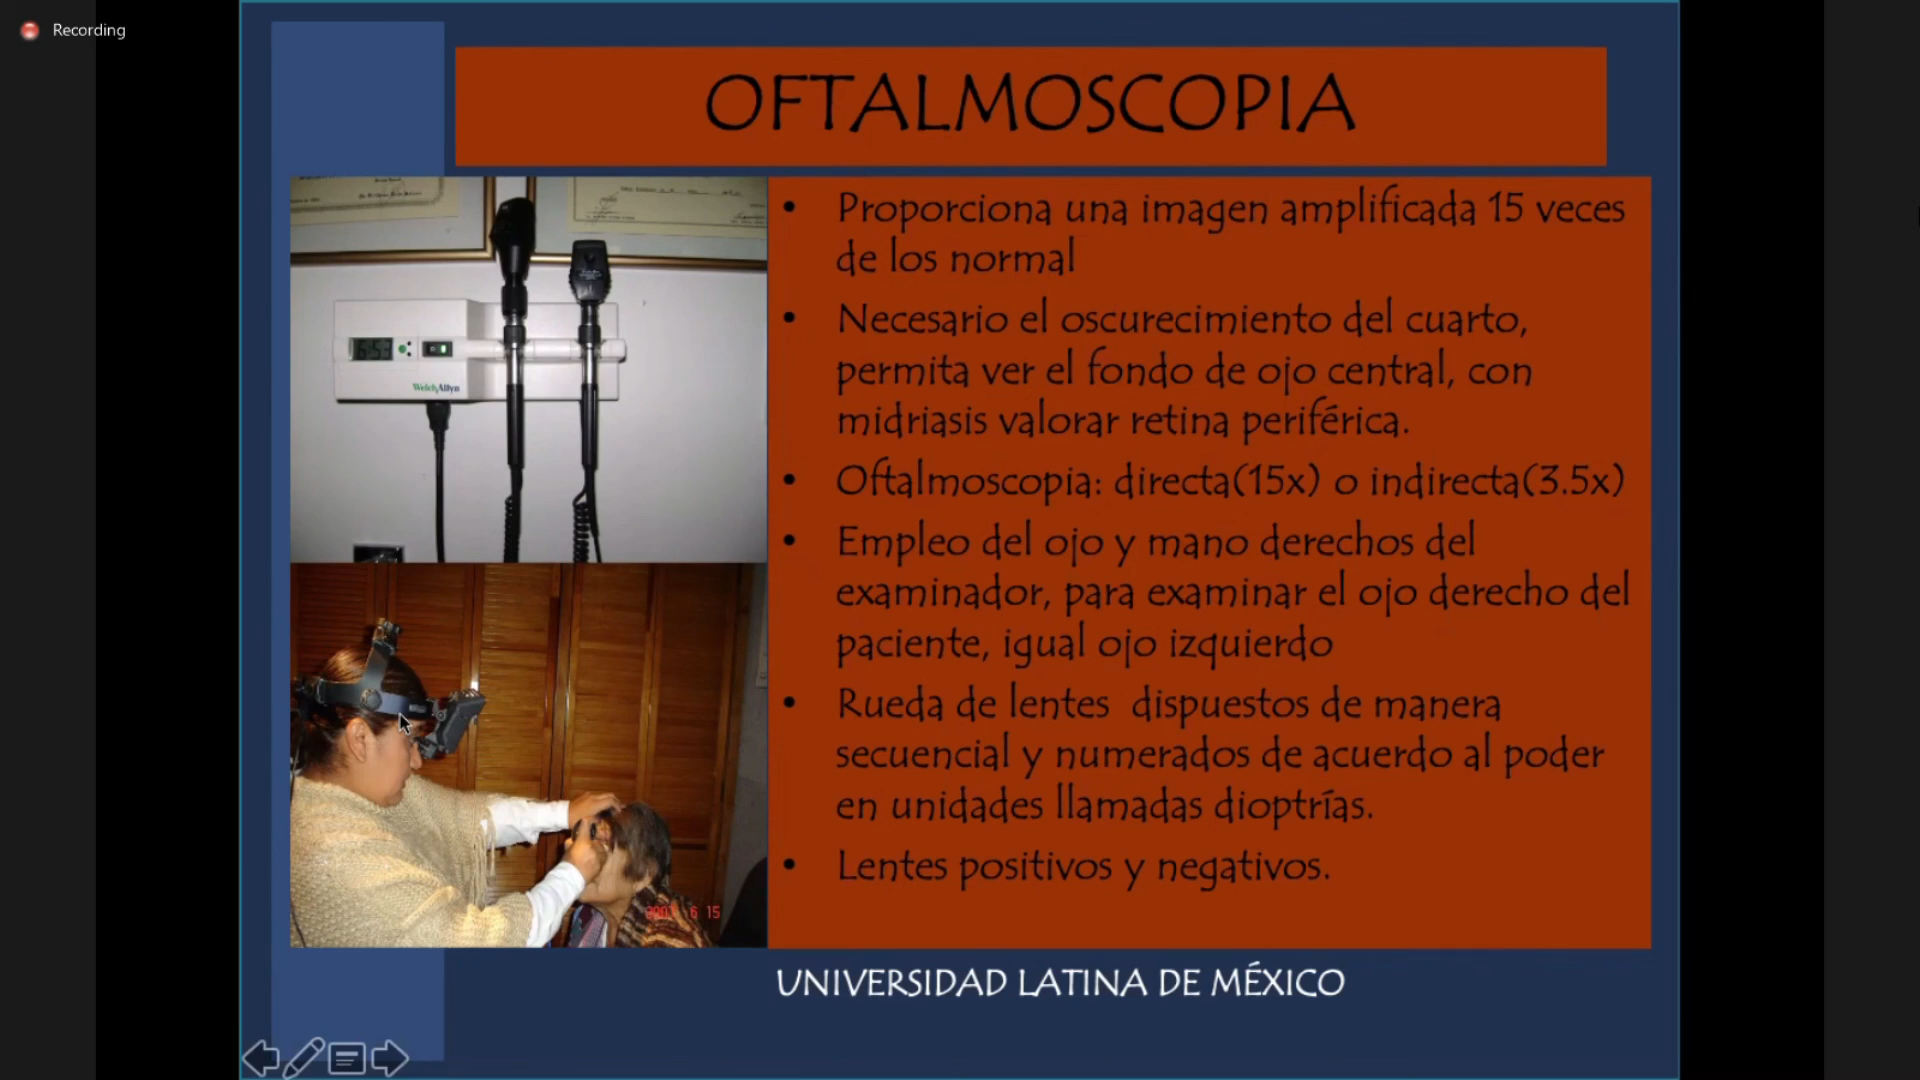 Recording
OFTALMOSCOPIA
• Proporciona una imagen amplificada 15 veces
de los normal
• Necesario el oscurecimiento del cuarto,
permita ver el fondo de ojo central, con
midriasis valorar retina periférica.
• Oftalmoscopia: directa(15x) o indirecta(3.5x)
• Empleo del ojo y mano derechos del
examinador, para examinar el ojo derecho del
paciente, igual ojo izquierdo
• Rueda de lentes dispuestos de manera
secuencial y numerados de acuerdo al poder
en unidades llamadas dioptrías.
• Lentes positivos y negativos.
WelchAllyn
6 15
UNIVERSIDAD LATINA DE MÉXICO